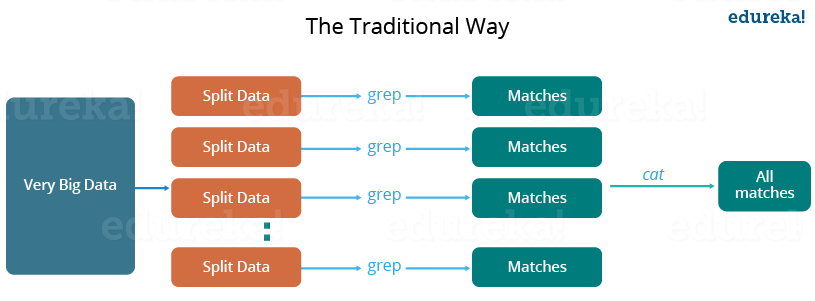 edureka!
The Traditional Way
Split Data grep Matches
Split Data grep Matches
Very Big Data
Split Data grep Matches
cat
All
matches
Split Data grep Matches
edureka!
edureka!
edureka!
edureka!
edureka!